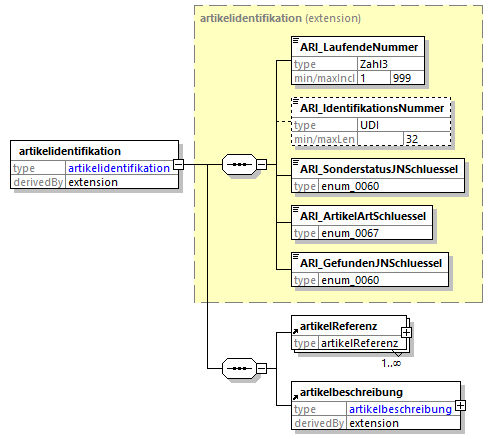 artikelidentifikation (extension)
ARI_LaufendeNummer
type Zahl3
min/maxIncl 1 999
ARI_IdentifikationsNummer
type UDI
min/maxLen 32
artikelidentifikation
type artikelidentifikation
derivedBy extension
ARI_SonderstatusJNSchluessel
type enum_0060
ARI_ArtikelArtSchluessel
type enum_0067
ARI_GefundenJNSchluessel
type enum_0060
artikelReferenz
type artikelReferenz
1..∞
artikelbeschreibung
type artikelbeschreibung
derivedBy extension